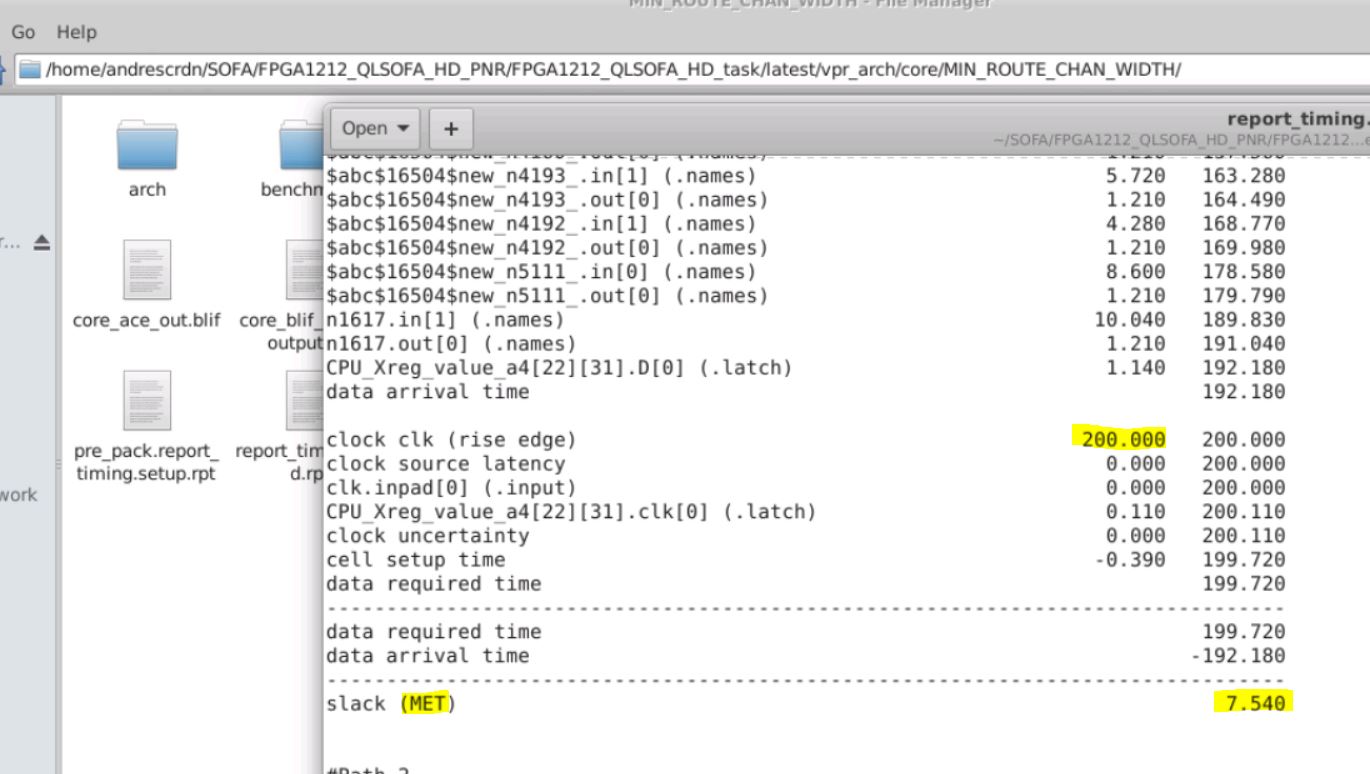 MIN_ROUTE_CHAN_WIDTH - File Manager
Go Help
/home/andrescrdn/SOFA/FPGA1212_QLSOFA_HD_PNR/FPGA1212_QLSOFA_HD_task/latest/vpr_arch/core/MIN_ROUTE_CHAN_WIDTH/
Open + report_timing.
~/SOFA/FPGA1212_QLSOFA_HD_PNR/FPGA1212...e
arch
benchm
r...
core_ace_out.blif
core_blif_
output
pre_pack.report_
timing.setup.rpt
report_tim
d.rp
work
$abc$16504$new_n4193_.in[1] (.names) 5.720 163.280
$abc$16504$new_n4193_.out[0] (.names) 1.210 164.490
$abc$16504$new_n4192_.in[1] (.names) 4.280 168.770
$abc$16504$new_n4192_.out[0] (.names) 1.210 169.980
$abc$16504$new_n5111_.in[0] (.names) 8.600 178.580
$abc$16504$new_n5111_.out[0] (.names) 1.210 179.790
n1617.in[1] (.names) 10.040 189.830
n1617.out[0] (.names) 1.210 191.040
CPU_Xreg_value_a4[22][31].D[0] (.latch) 1.140 192.180
data arrival time 192.180
clock clk (rise edge) 200.000 200.000
clock source latency 0.000 200.000
clk.inpad[0] (.input) 0.000 200.000
CPU_Xreg_value_a4[22][31].clk[0] (.latch) 0.110 200.110
clock uncertainty 0.000 200.110
cell setup time -0.390 199.720
data required time 199.720
data required time 199.720
data arrival time -192.180
slack (MET) 7.540
#Path 2